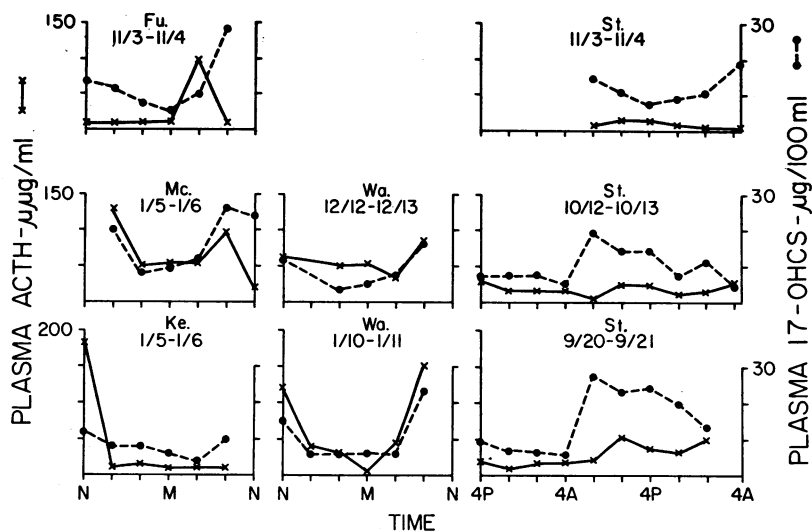 150
Fu.
11/3-11/4
St.
11/3-11/4
30
150
Mc.
1/5-1/6
Wa.
12/12-12/13
St.
10/12-10/13
30
200
Ke.
1/5-1/6
Wa.
1/10-1/11
St.
9/20-9/21
30
N M N
N M N
4P 4A 4P 4A
TIME
PLASMA ACTH-μμg/ml x—x
PLASMA 17-OHCS-μg/100ml •--•